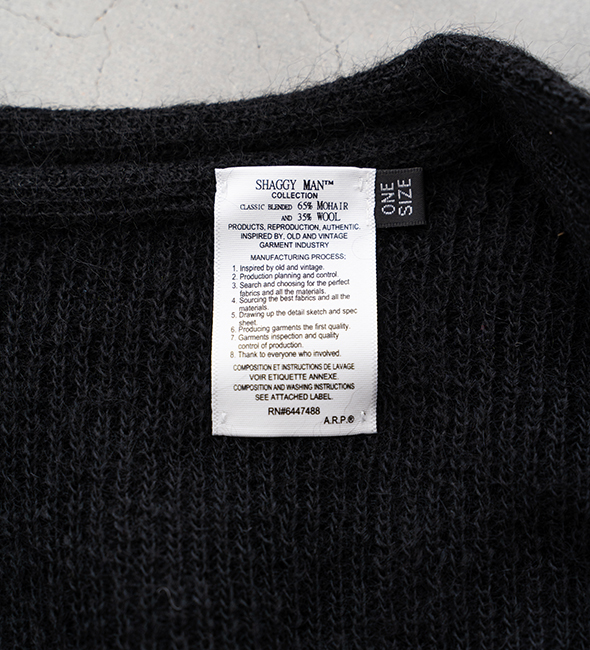 SHAGGY MAN™
COLLECTION
CLASSIC BLENDED 65% MOHAIR
AND 35% WOOL
PRODUCTS, REPRODUCTION, AUTHENTIC.
INSPIRED BY, OLD AND VINTAGE
GARMENT INDUSTRY
MANUFACTURING PROCESS;
1. Inspired by old and vintage.
2. Production planning and control.
3. Search and choosing for the perfect
fabrics and all the materials.
4. Sourcing the best fabrics and all the
materials.
5. Drawing up the detail sketch and spec
sheet.
6. Producing garments the first quality.
7. Garments inspection and quality
control of production.
8. Thank to everyone who involved.
COMPOSITION ET INSTRUCTIONS DE LAVAGE
VOIR ETIQUETTE ANNEXE.
COMPOSITION AND WASHING INSTRUCTIONS
SEE ATTACHED LABEL.
RN#6447488
A.R.P.®
ONE
SIZE